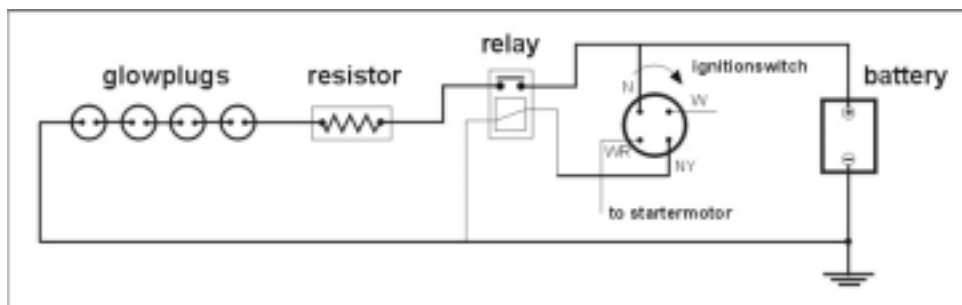 relay
glowplugs
resistor
ignitionswitch
battery
N
W
WR
NY
to startermotor